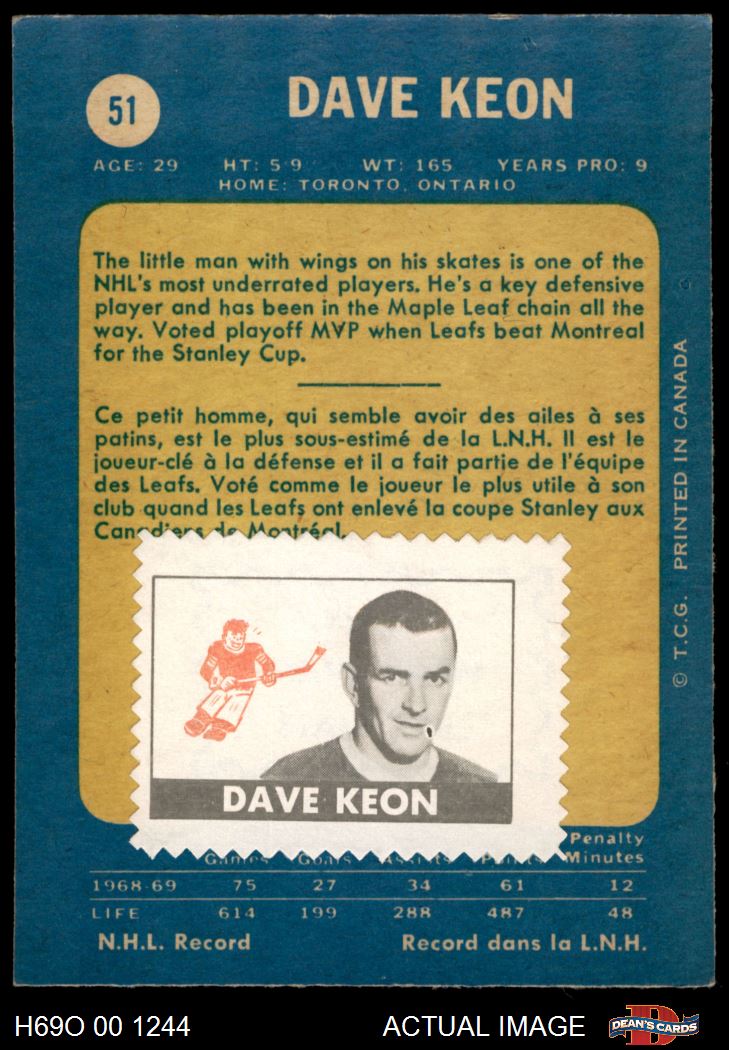 51
DAVE KEON
AGE: 29 HT: 5'9" WT: 165 YEARS PRO: 9
HOME: TORONTO, ONTARIO
The little man with wings on his skates is one of the
NHL's most underrated players. He's a key defensive
player and has been in the Maple Leaf chain all the
way. Voted playoff MVP when Leafs beat Montreal
for the Stanley Cup.
Ce petit homme, qui semble avoir des ailes à ses
patins, est le plus sous-estimé de la L.N.H. Il est le
joueur-clé à la défense et il a fait partie de l'équipe
des Leafs. Voté comme le joueur le plus utile à son
club quand les Leafs ont enlevé la coupe Stanley aux
Canadiens de Montréal.
DAVE KEON
Games Goals Assists Points Penalty Minutes
1968-69 75 27 34 61 12
LIFE 614 199 288 487 48
N.H.L. Record Record dans la L.N.H.
© T.C.G. PRINTED IN CANADA
H69O 00 1244 ACTUAL IMAGE DEAN'S CARDS